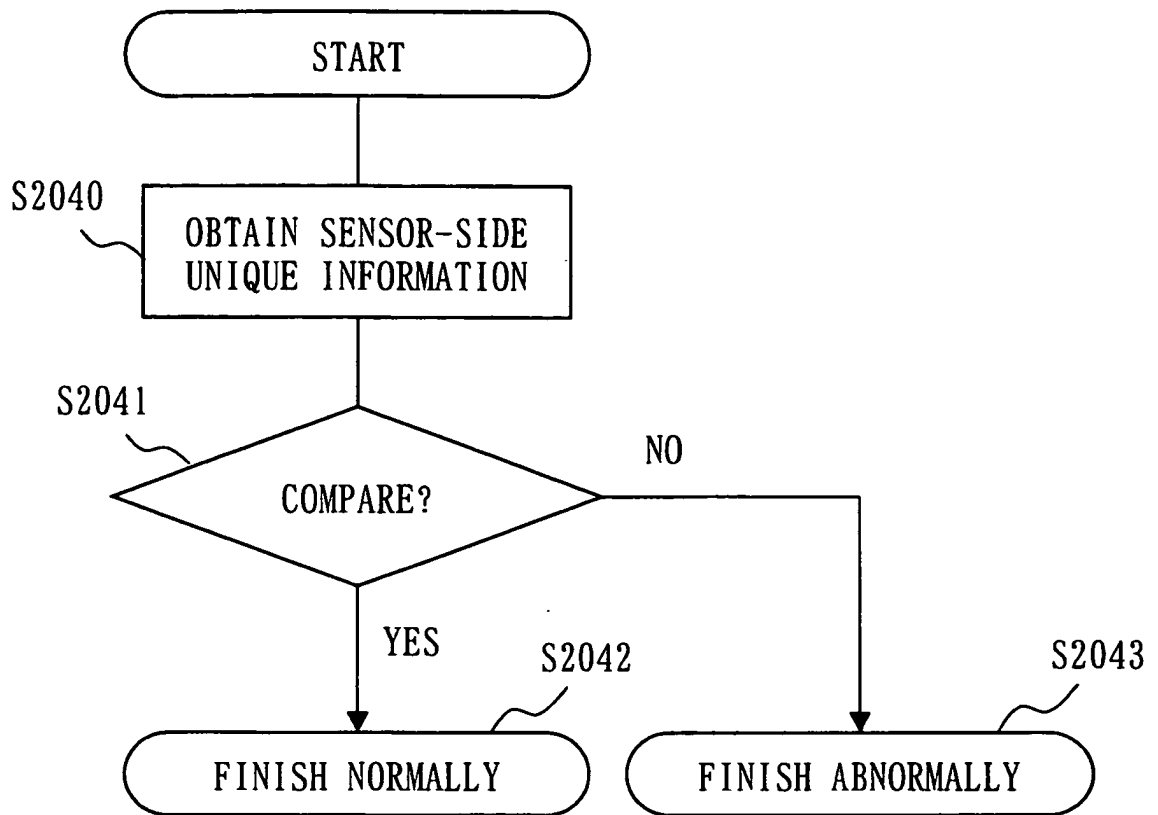 START
S2040
OBTAIN SENSOR-SIDE
UNIQUE INFORMATION
S2041
COMPARE?
NO
YES
S2042
S2043
FINISH NORMALLY
FINISH ABNORMALLY